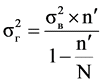 σ²г = (σ²в × n′) / (1 − n′/N)